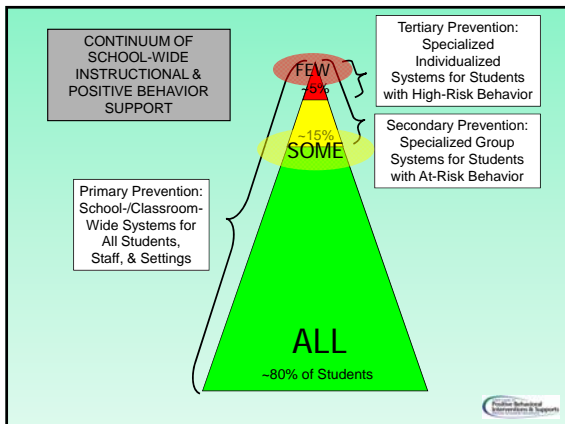 CONTINUUM OF
SCHOOL-WIDE
INSTRUCTIONAL &
POSITIVE BEHAVIOR
SUPPORT
FEW
~5%
Tertiary Prevention:
Specialized
Individualized
Systems for Students
with High-Risk Behavior
~15%
SOME
Secondary Prevention:
Specialized Group
Systems for Students
with At-Risk Behavior
Primary Prevention:
School-/Classroom-
Wide Systems for
All Students,
Staff, & Settings
ALL
~80% of Students
Positive Behavioral
Interventions & Supports